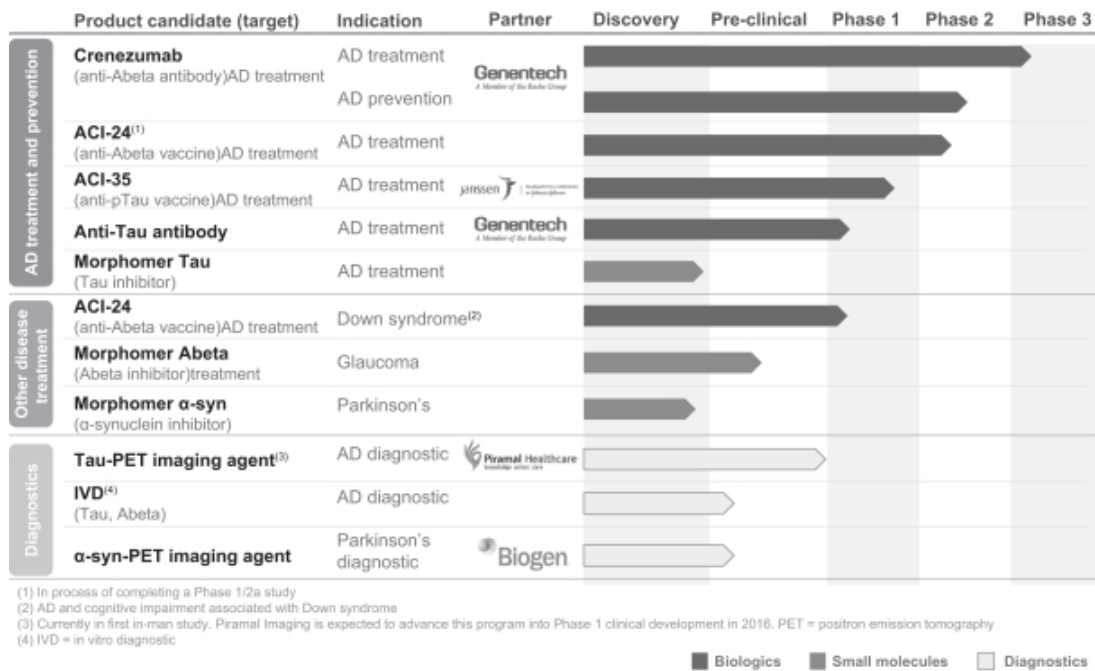 Product candidate (target) Indication Partner Discovery Pre-clinical Phase 1 Phase 2 Phase 3
AD treatment and prevention
Crenezumab AD treatment
(anti-Abeta antibody)AD treatment
Genentech
A Member of the Roche Group
AD prevention
ACI-24(1) AD treatment
(anti-Abeta vaccine)AD treatment
ACI-35 AD treatment janssen
(anti-pTau vaccine)AD treatment
Anti-Tau antibody AD treatment Genentech
A Member of the Roche Group
Morphomer Tau AD treatment
(Tau inhibitor)
Other disease
treatment
ACI-24 Down syndrome(2)
(anti-Abeta vaccine)AD treatment
Morphomer Abeta Glaucoma
(Abeta inhibitor)treatment
Morphomer α-syn Parkinson's
(α-synuclein inhibitor)
Diagnostics
Tau-PET imaging agent(3) AD diagnostic Piramal Healthcare
knowledge action care
IVD(4) AD diagnostic
(Tau, Abeta)
α-syn-PET imaging agent Parkinson's
diagnostic Biogen
(1) In process of completing a Phase 1/2a study
(2) AD and cognitive impairment associated with Down syndrome
(3) Currently in first in-man study. Piramal Imaging is expected to advance this program into Phase 1 clinical development in 2016. PET = positron emission tomography
(4) IVD = in vitro diagnostic
Biologics Small molecules Diagnostics